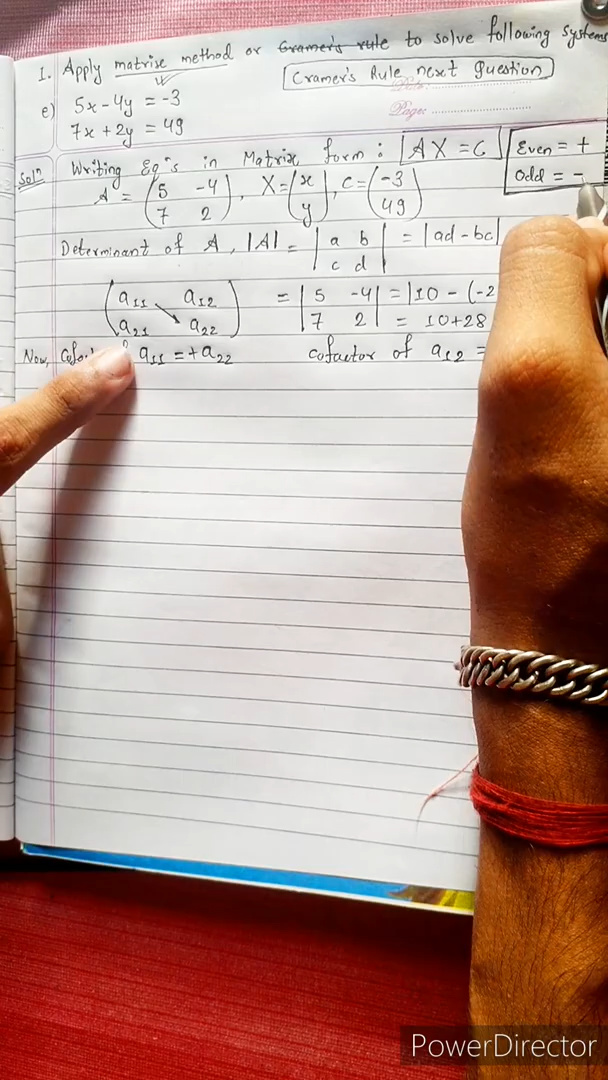 1. Apply matrix method or Cramer's rule to solve following systems
Cramer's Rule next Question
Page:
e) 5x - 4y = -3
7x + 2y = 49
Solⁿ Writing Eqⁿs in Matrix form : AX = C
Even = +
Odd = -
A = (5 -4 7 2), X = (x y), C = (-3 49)
Determinant of A, |A| = |a b c d| = |ad - bc|
(a₁₁ a₁₂ a₂₁ a₂₂) = |5 -4 7 2| = |10 - (-2
= 10+28
Now, a₁₁ = + a₂₂ cofactor of a₁₂ =
PowerDirector